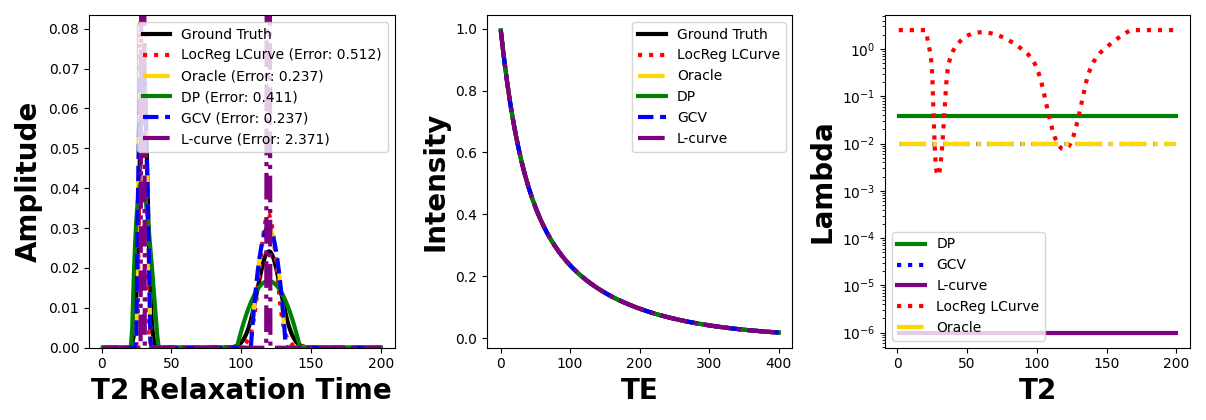 Amplitude
0.08
0.07
0.06
0.05
0.04
0.03
0.02
0.01
0.00
Ground Truth
LocReg LCurve (Error: 0.512)
Oracle (Error: 0.237)
DP (Error: 0.411)
GCV (Error: 0.237)
L-curve (Error: 2.371)
0 50 100 150 200
T2 Relaxation Time
Intensity
1.0
0.8
0.6
0.4
0.2
0.0
Ground Truth
LocReg LCurve
Oracle
DP
GCV
L-curve
0 100 200 300 400
TE
Lambda
10⁰
10⁻¹
10⁻²
10⁻³
10⁻⁴
10⁻⁵
10⁻⁶
DP
GCV
L-curve
LocReg LCurve
Oracle
0 50 100 150 200
T2